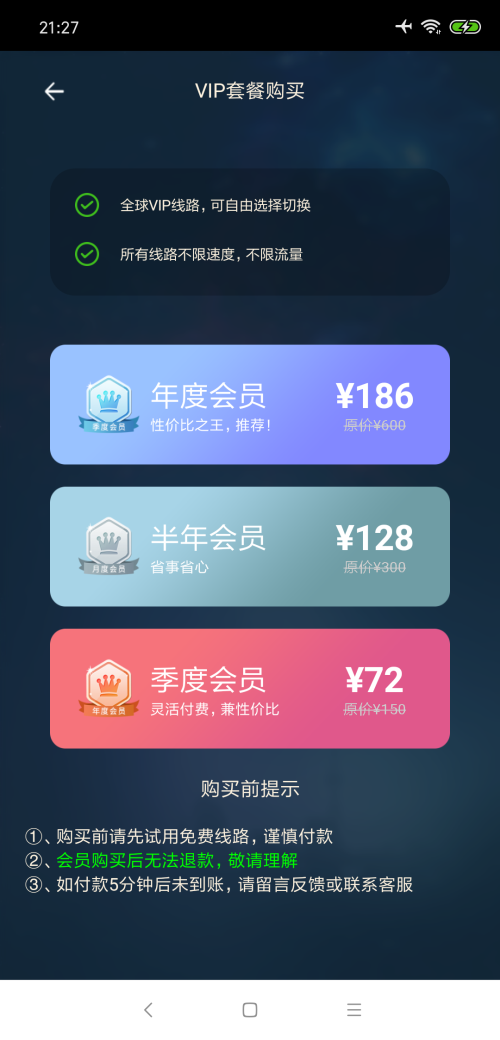 21:27
VIP套餐购买
全球VIP线路，可自由选择切换
所有线路不限速度，不限流量
年度会员
¥186
季度会员
性价比之王，推荐！
原价¥600
半年会员
¥128
月度会员
省事省心
原价¥300
季度会员
¥72
年度会员
灵活付费，兼性价比
原价¥150
购买前提示
①、购买前请先试用免费线路，谨慎付款
②、会员购买后无法退款，敬请理解
③、如付款5分钟后未到账，请留言反馈或联系客服